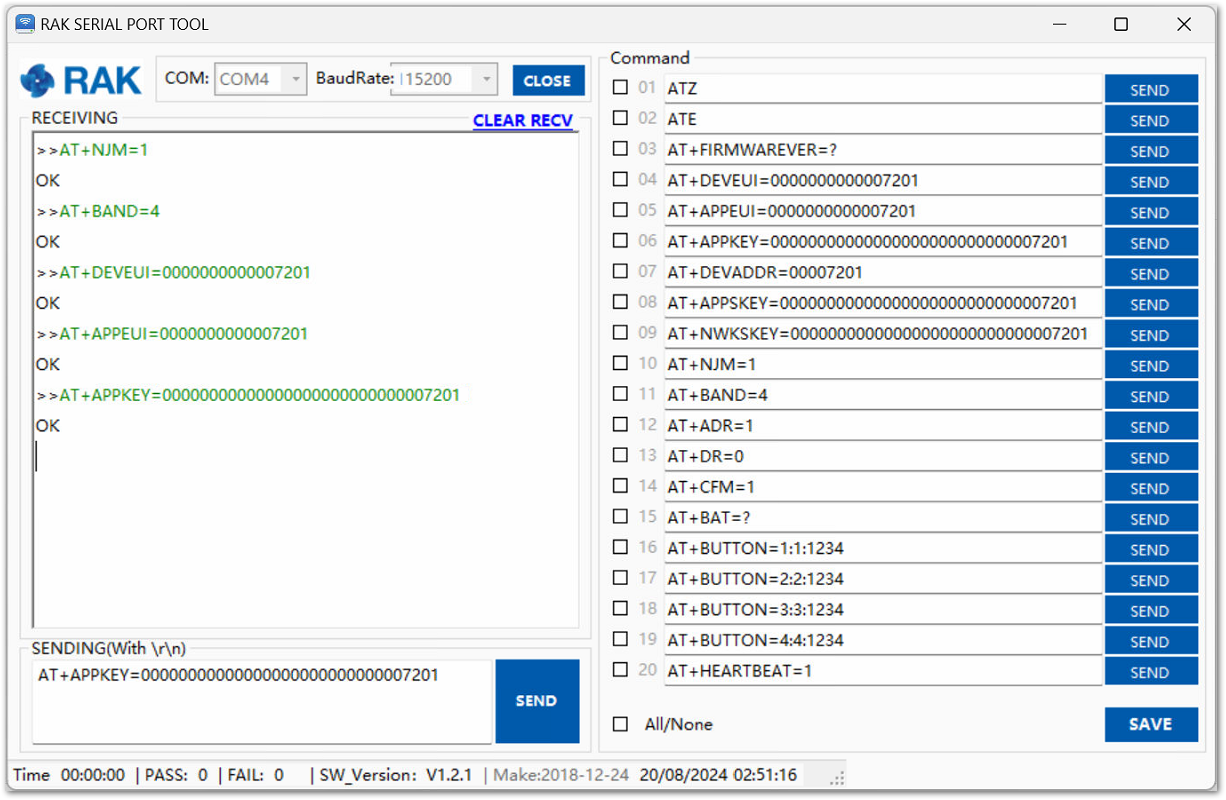 RAK SERIAL PORT TOOL
RAK
COM: COM4 BaudRate: 115200 CLOSE
RECEIVING CLEAR RECV
>>AT+NJM=1
OK
>>AT+BAND=4
OK
>>AT+DEVEUI=0000000000007201
OK
>>AT+APPEUI=0000000000007201
OK
>>AT+APPKEY=00000000000000000000000000007201
OK
SENDING(With \r\n)
AT+APPKEY=00000000000000000000000000007201
SEND
Command
01 ATZ SEND
02 ATE SEND
03 AT+FIRMWAREVER=? SEND
04 AT+DEVEUI=0000000000007201 SEND
05 AT+APPEUI=0000000000007201 SEND
06 AT+APPKEY=00000000000000000000000000007201 SEND
07 AT+DEVADDR=00007201 SEND
08 AT+APPSKEY=00000000000000000000000000007201 SEND
09 AT+NWKSKEY=00000000000000000000000000007201 SEND
10 AT+NJM=1 SEND
11 AT+BAND=4 SEND
12 AT+ADR=1 SEND
13 AT+DR=0 SEND
14 AT+CFM=1 SEND
15 AT+BAT=? SEND
16 AT+BUTTON=1:1:1234 SEND
17 AT+BUTTON=2:2:1234 SEND
18 AT+BUTTON=3:3:1234 SEND
19 AT+BUTTON=4:4:1234 SEND
20 AT+HEARTBEAT=1 SEND
All/None SAVE
Time 00:00:00 | PASS: 0 | FAIL: 0 | SW_Version: V1.2.1 | Make:2018-12-24 20/08/2024 02:51:16